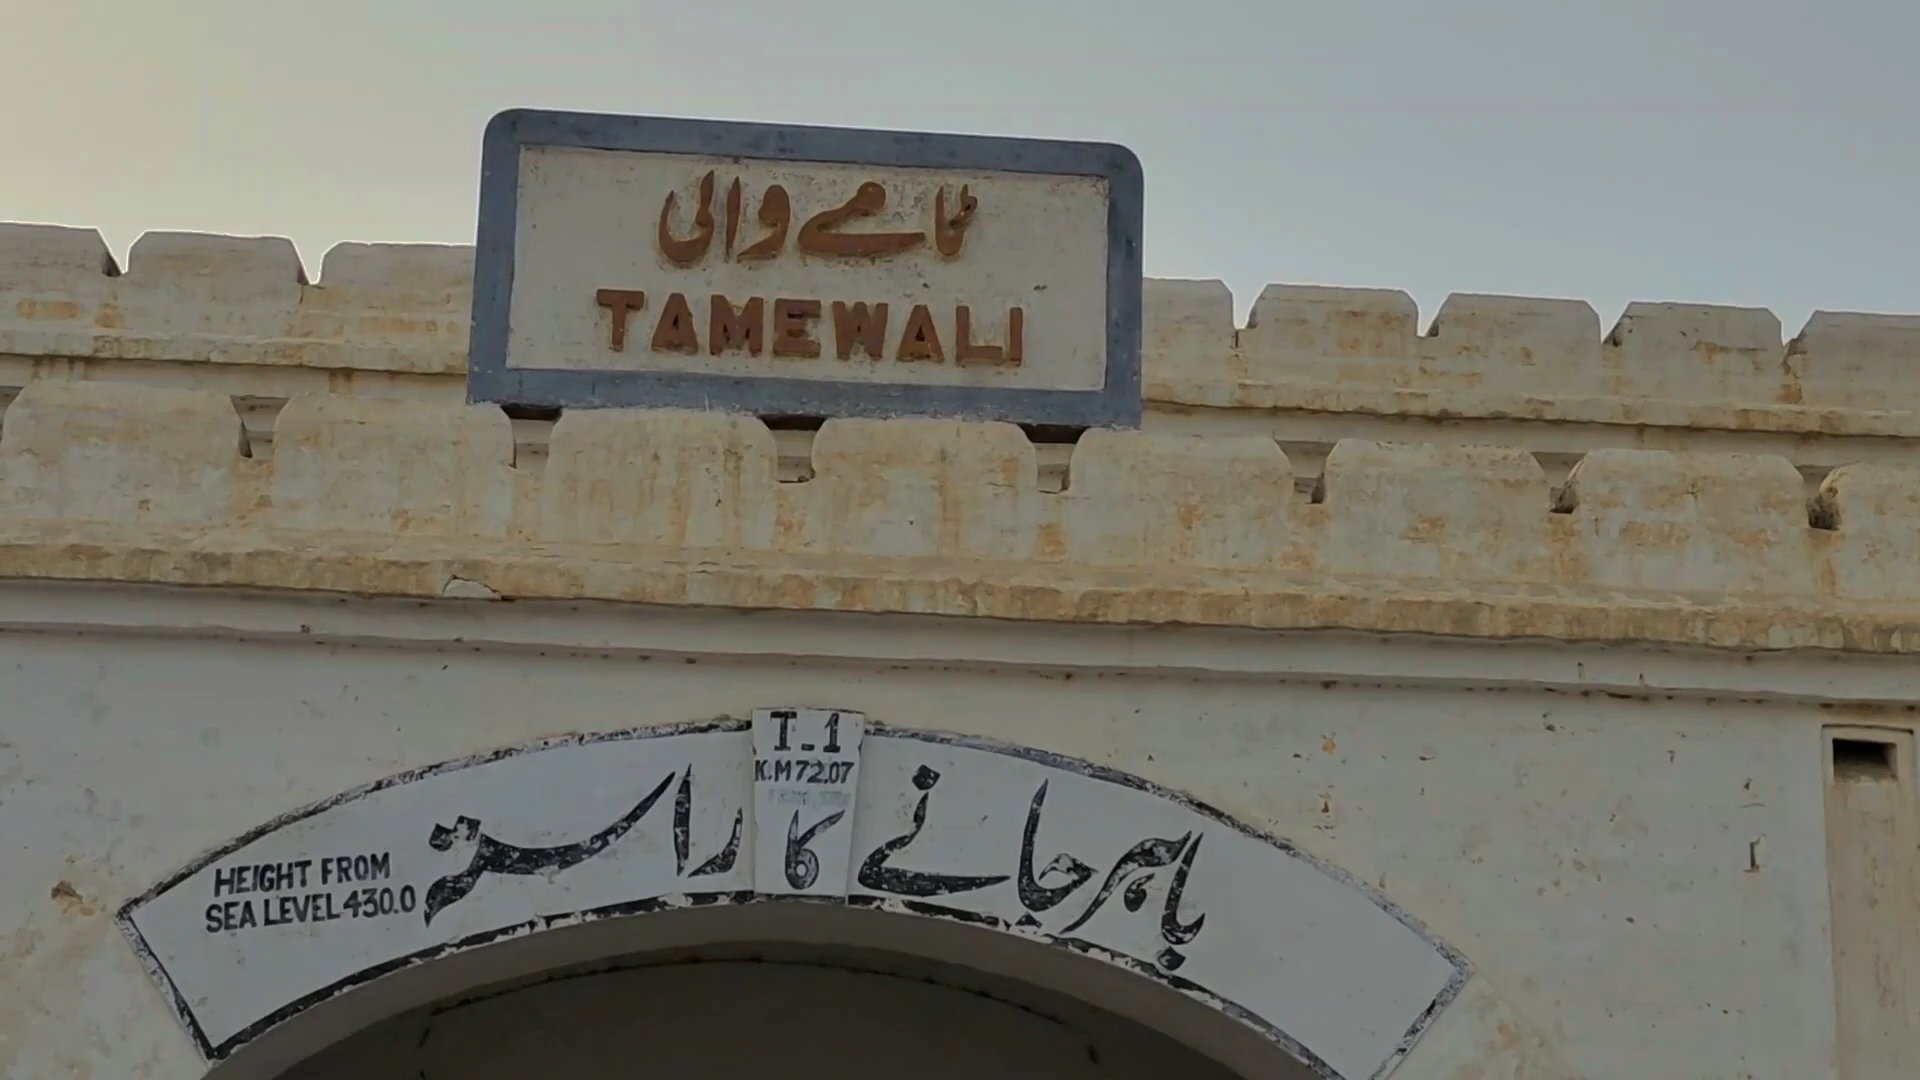 ٹامے والی
TAMEWALI
T-1
K.M 72.07
باہر جانے کا راستہ
HEIGHT FROM
SEA LEVEL 430.0